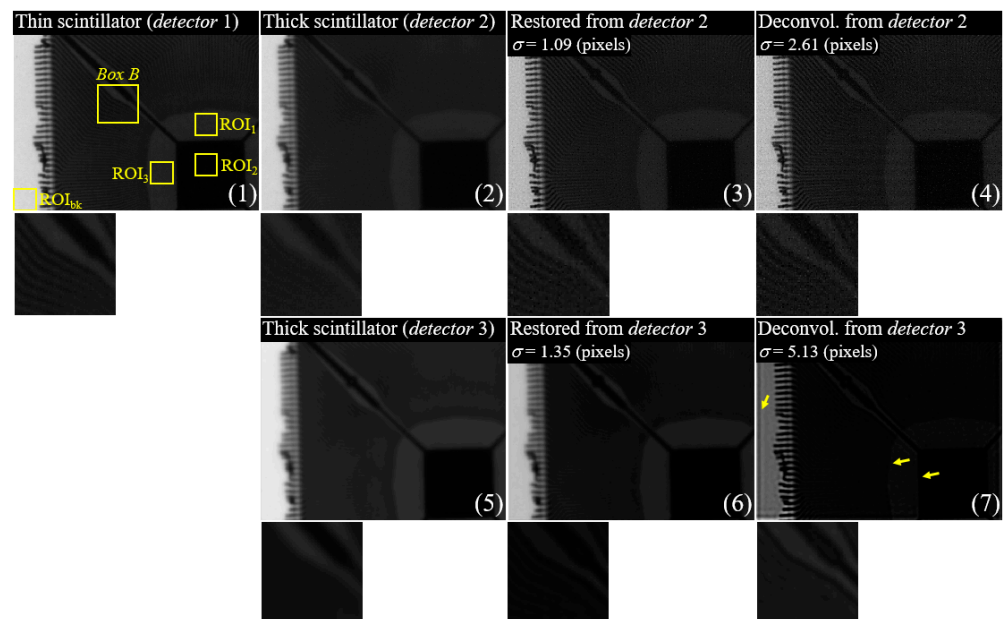 Thin scintillator (detector 1)
Box B
ROI1
ROI3
ROI2
ROIbk
(1)
Thick scintillator (detector 2)
(2)
Restored from detector 2
σ = 1.09 (pixels)
(3)
Deconvol. from detector 2
σ = 2.61 (pixels)
(4)
Thick scintillator (detector 3)
(5)
Restored from detector 3
σ = 1.35 (pixels)
(6)
Deconvol. from detector 3
σ = 5.13 (pixels)
(7)